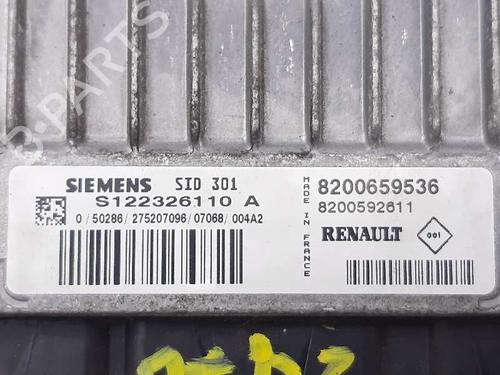 B-PARTS
SIEMENS SID 301
S122326110 A
0 / 50286 / 275207096 / 07068 / 004A2
MADE IN FRANCE
8200659536
8200592611
RENAULT
001